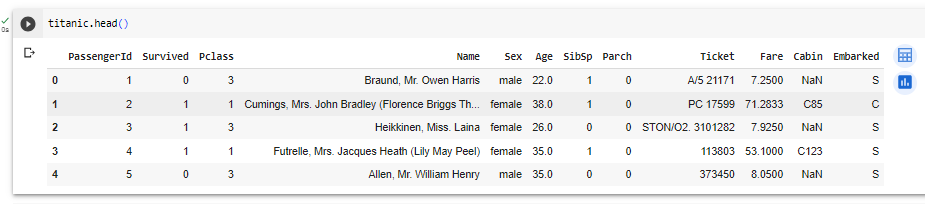 titanic.head()
0s
PassengerId Survived Pclass Name Sex Age SibSp Parch Ticket Fare Cabin Embarked
0 1 0 3 Braund, Mr. Owen Harris male 22.0 1 0 A/5 21171 7.2500 NaN S
1 2 1 1 Cumings, Mrs. John Bradley (Florence Briggs Th... female 38.0 1 0 PC 17599 71.2833 C85 C
2 3 1 3 Heikkinen, Miss. Laina female 26.0 0 0 STON/O2. 3101282 7.9250 NaN S
3 4 1 1 Futrelle, Mrs. Jacques Heath (Lily May Peel) female 35.0 1 0 113803 53.1000 C123 S
4 5 0 3 Allen, Mr. William Henry male 35.0 0 0 373450 8.0500 NaN S